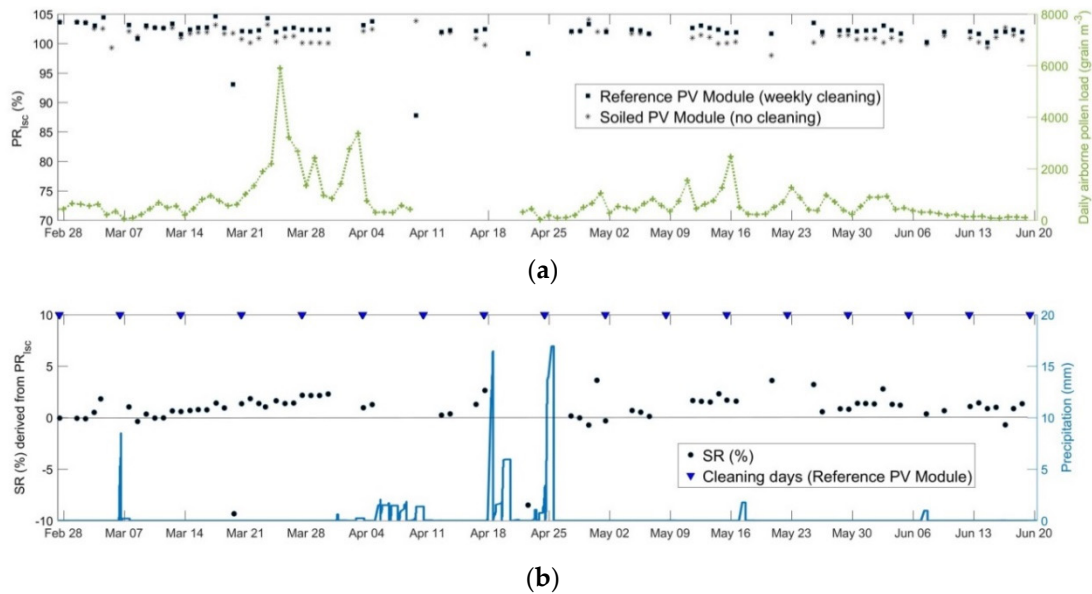 105
100
95
90
85
80
75
70
PR_Isc (%)
Reference PV Module (weekly cleaning)
Soiled PV Module (no cleaning)
8000
6000
4000
2000
0
Daily airborne pollen load (grain m⁻³)
Feb 28 Mar 07 Mar 14 Mar 21 Mar 28 Apr 04 Apr 11 Apr 18 Apr 25 May 02 May 09 May 16 May 23 May 30 Jun 06 Jun 13 Jun 20
(a)
10
5
0
-5
-10
SR (%) derived from PR_Isc
SR (%)
Cleaning days (Reference PV Module)
20
15
10
5
0
Precipitation (mm)
Feb 28 Mar 07 Mar 14 Mar 21 Mar 28 Apr 04 Apr 11 Apr 18 Apr 25 May 02 May 09 May 16 May 23 May 30 Jun 06 Jun 13 Jun 20
(b)